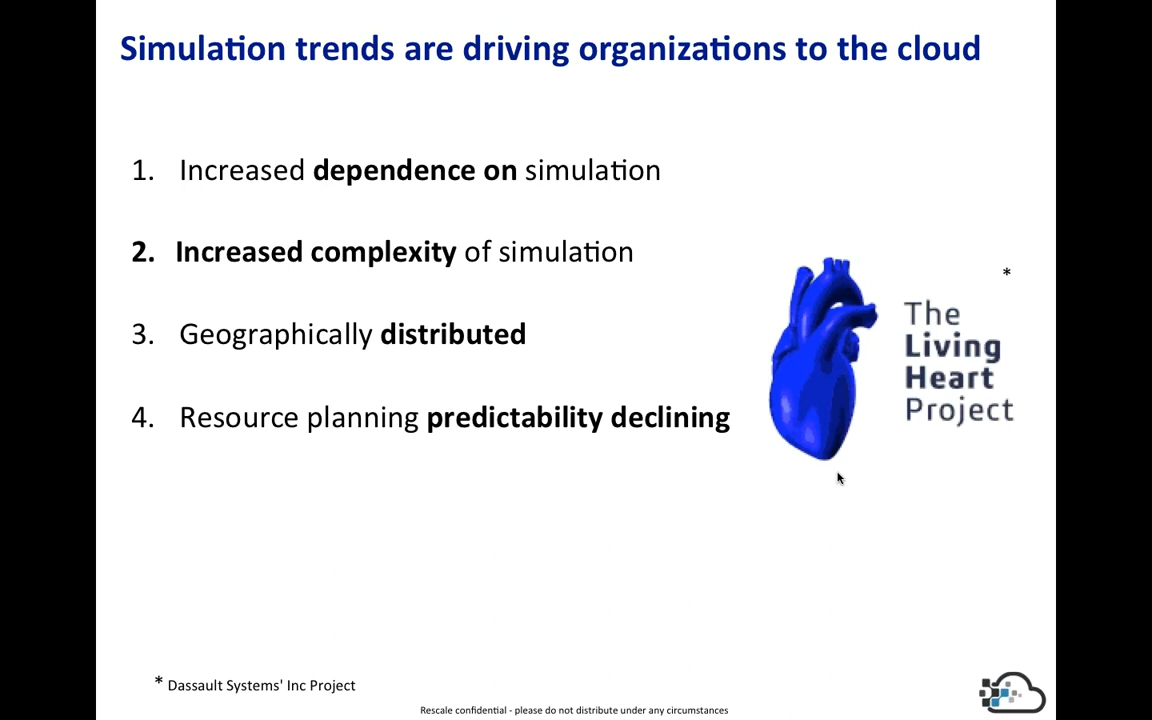 Simulation trends are driving organizations to the cloud
1. Increased dependence on simulation
2. Increased complexity of simulation
3. Geographically distributed
4. Resource planning predictability declining
*
The
Living
Heart
Project
* Dassault Systems' Inc Project
Rescale confidential - please do not distribute under any circumstances